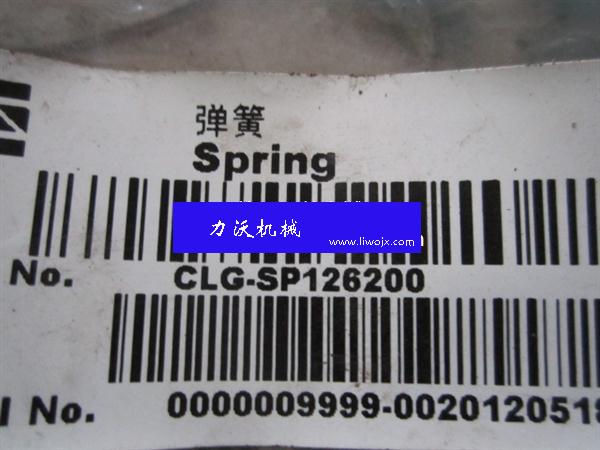 弹簧
Spring
力沃机械
www.liwojx.com
No.
CLG-SP126200
No.
0000009999-0020120518